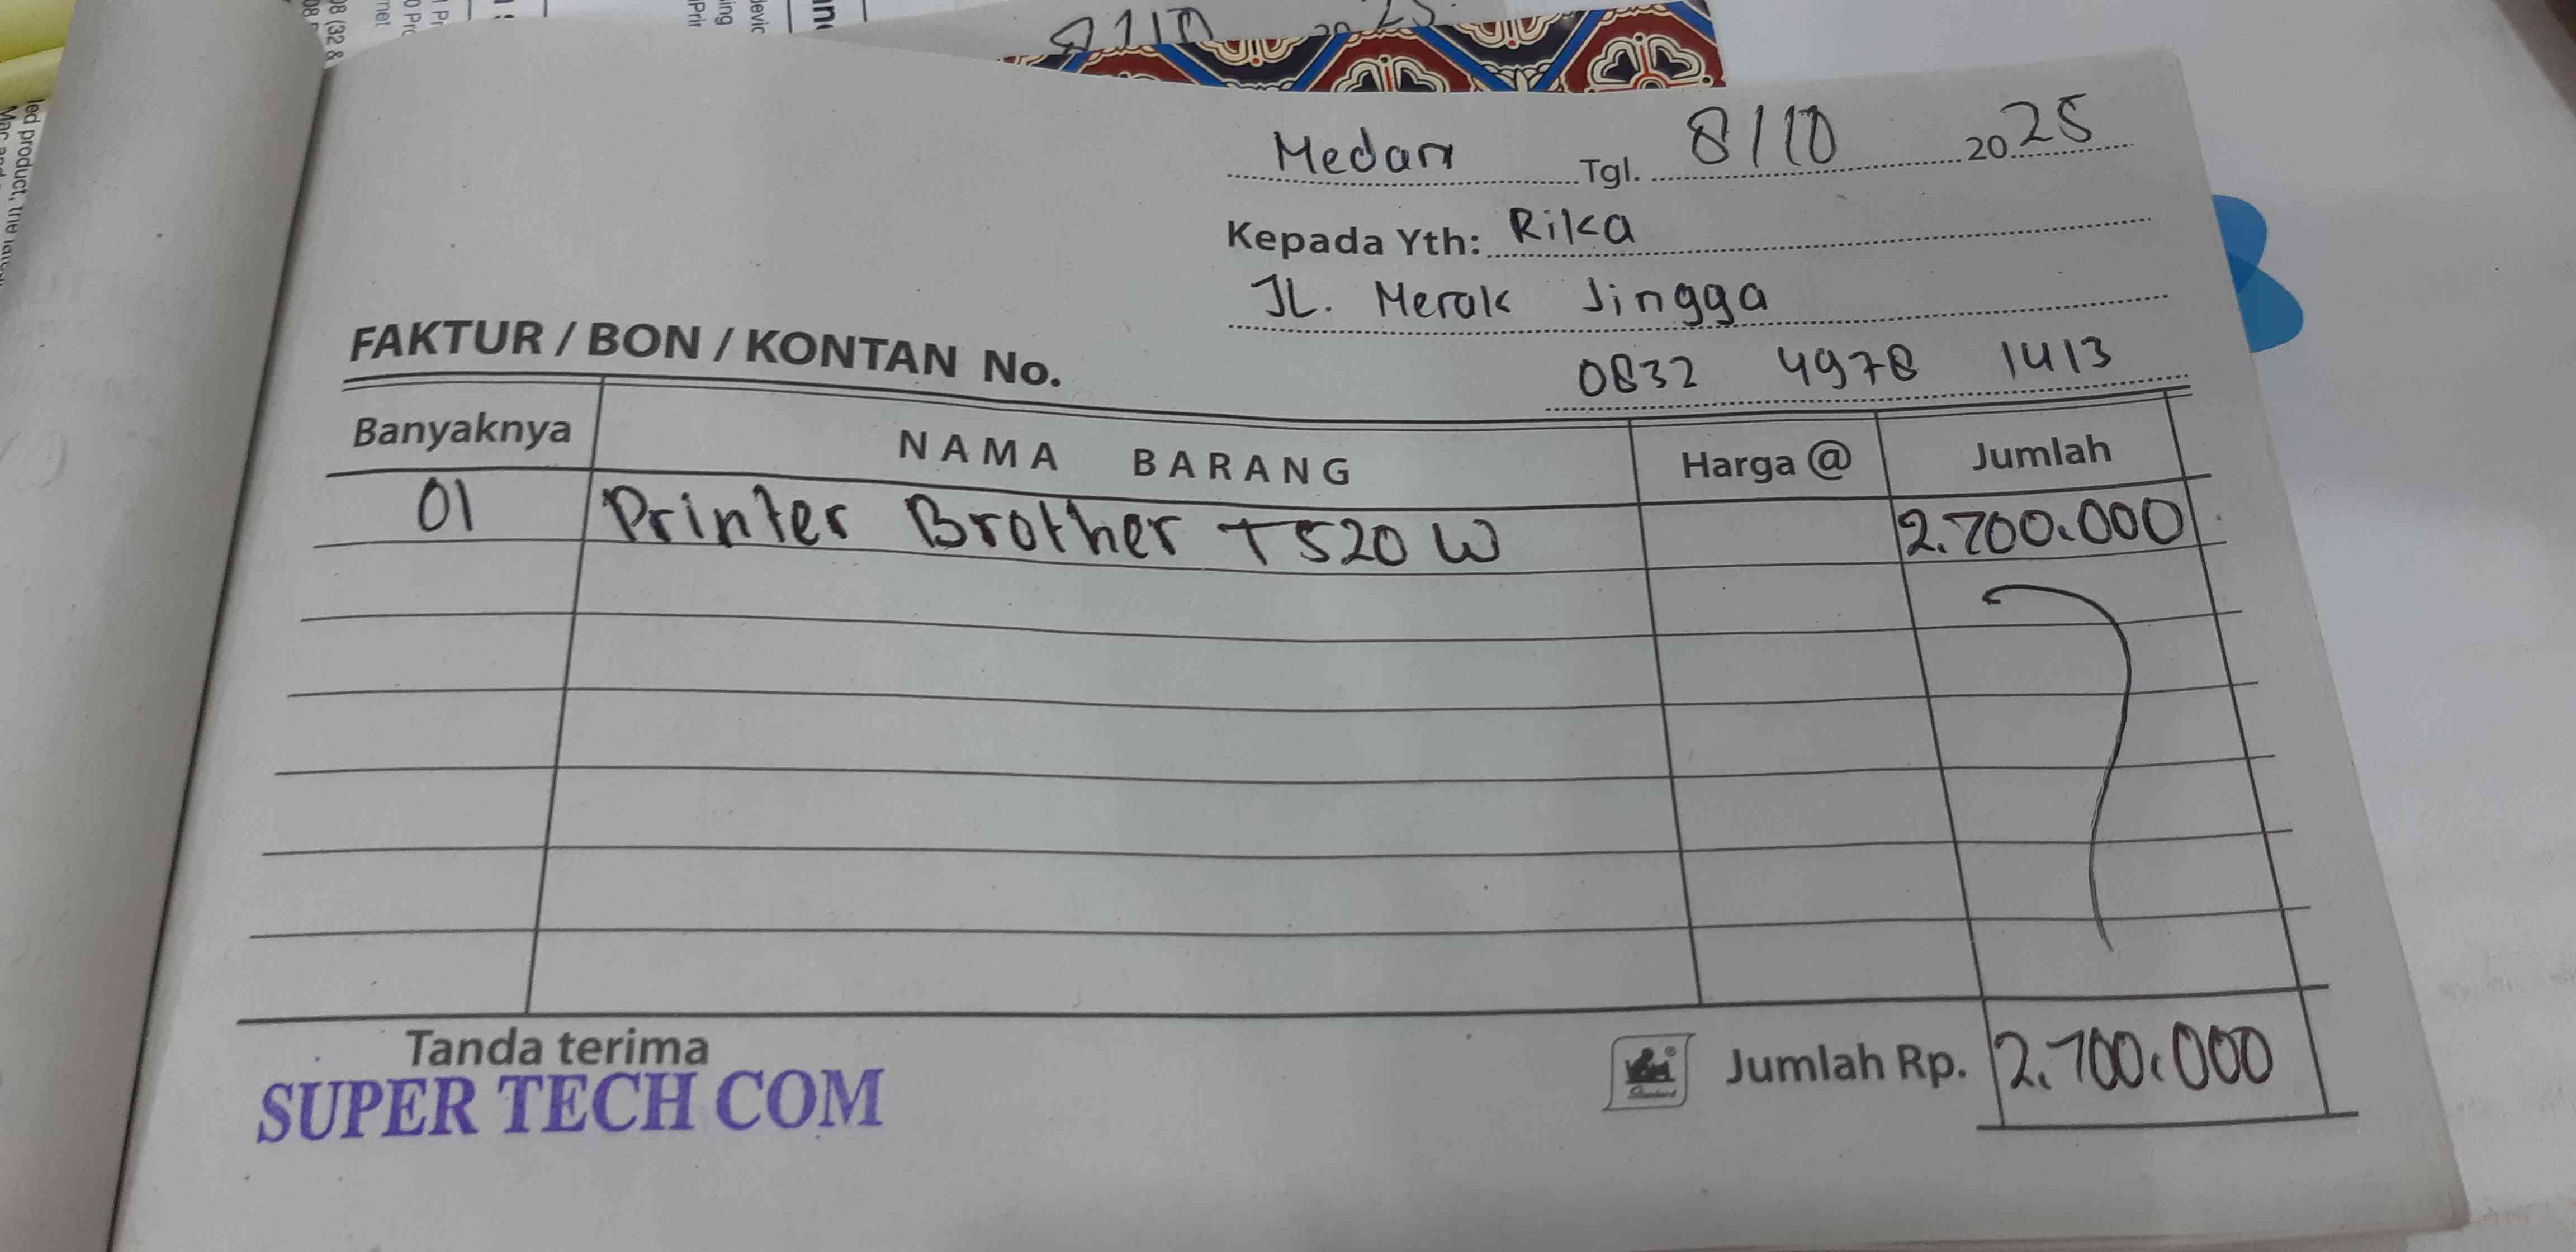 Medan Tgl. 8/10 2025
Kepada Yth: Rika
JL. Merak Jingga
0832 4978 1413
FAKTUR / BON / KONTAN No.
Banyaknya NAMA BARANG Harga @ Jumlah
01 Printer Brother T520 W 2.700.000
Tanda terima
SUPER TECH COM
Jumlah Rp. 2.700.000